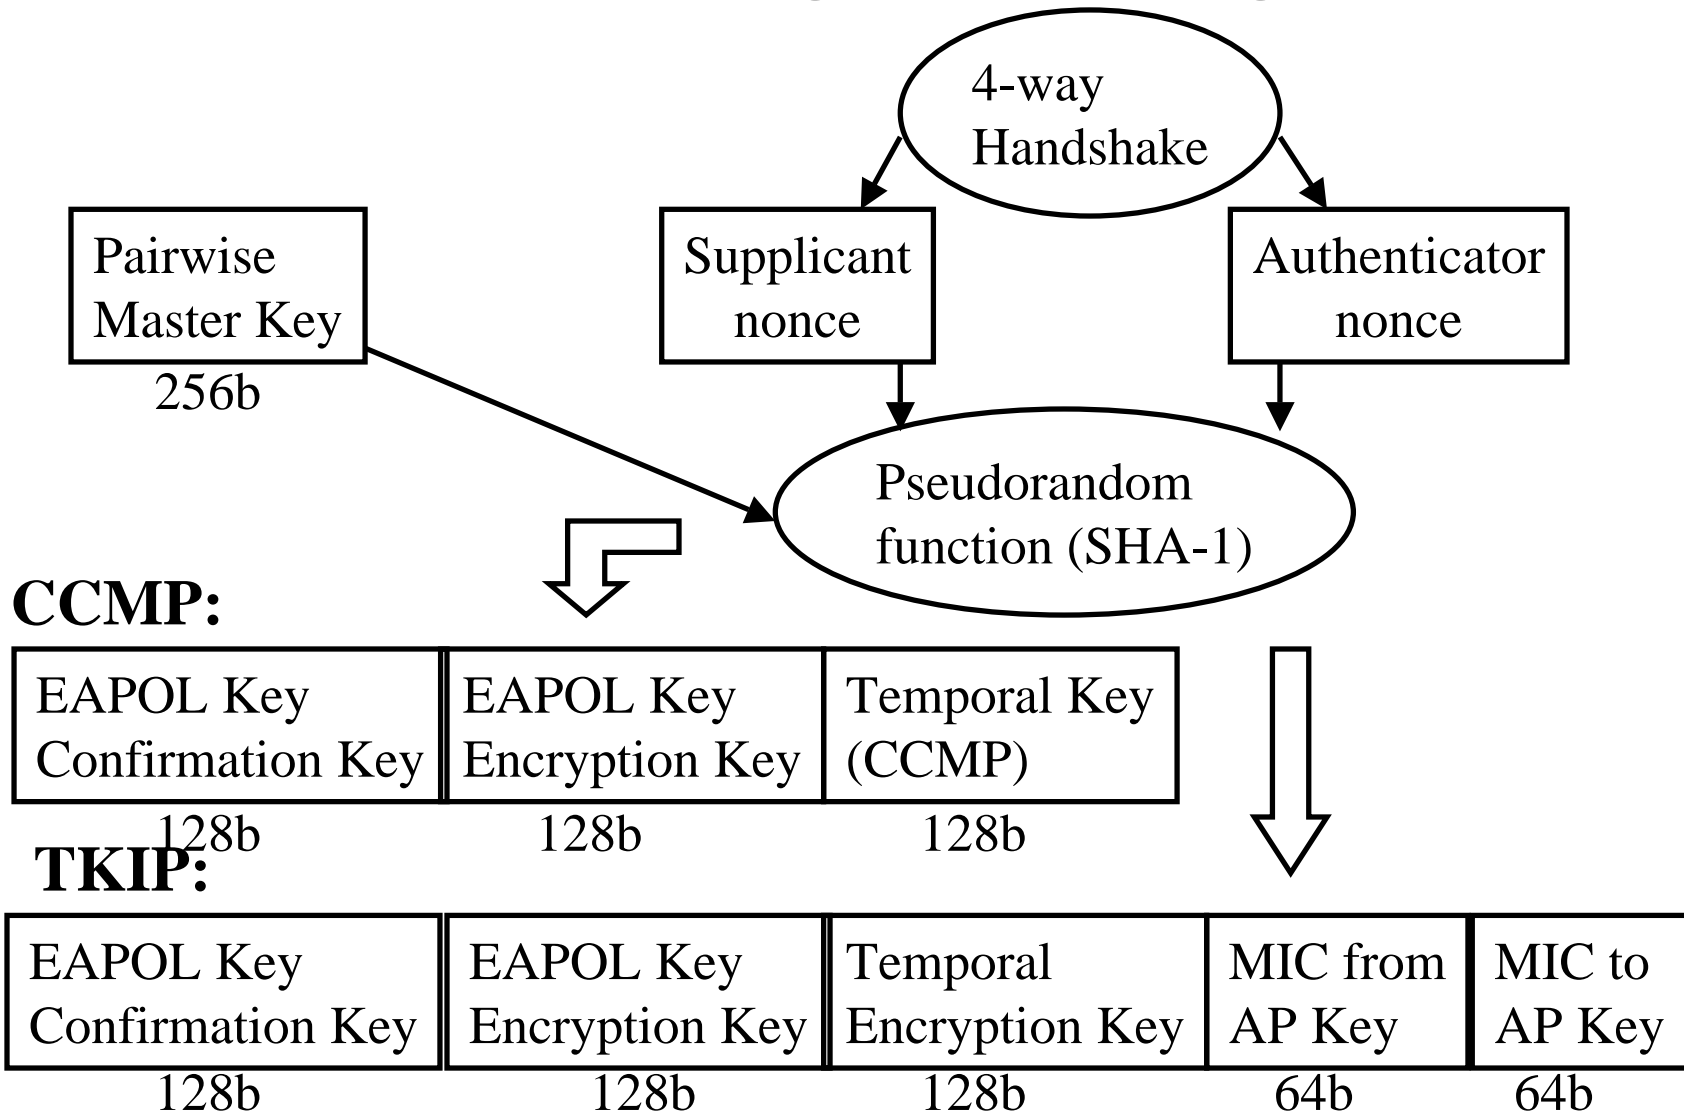 4-way
Handshake
Pairwise
Master Key
256b
Supplicant
nonce
Authenticator
nonce
Pseudorandom
function (SHA-1)
CCMP:
EAPOL Key
Confirmation Key
128b
EAPOL Key
Encryption Key
128b
Temporal Key
(CCMP)
128b
TKIP:
EAPOL Key
Confirmation Key
128b
EAPOL Key
Encryption Key
128b
Temporal
Encryption Key
128b
MIC from
AP Key
64b
MIC to
AP Key
64b